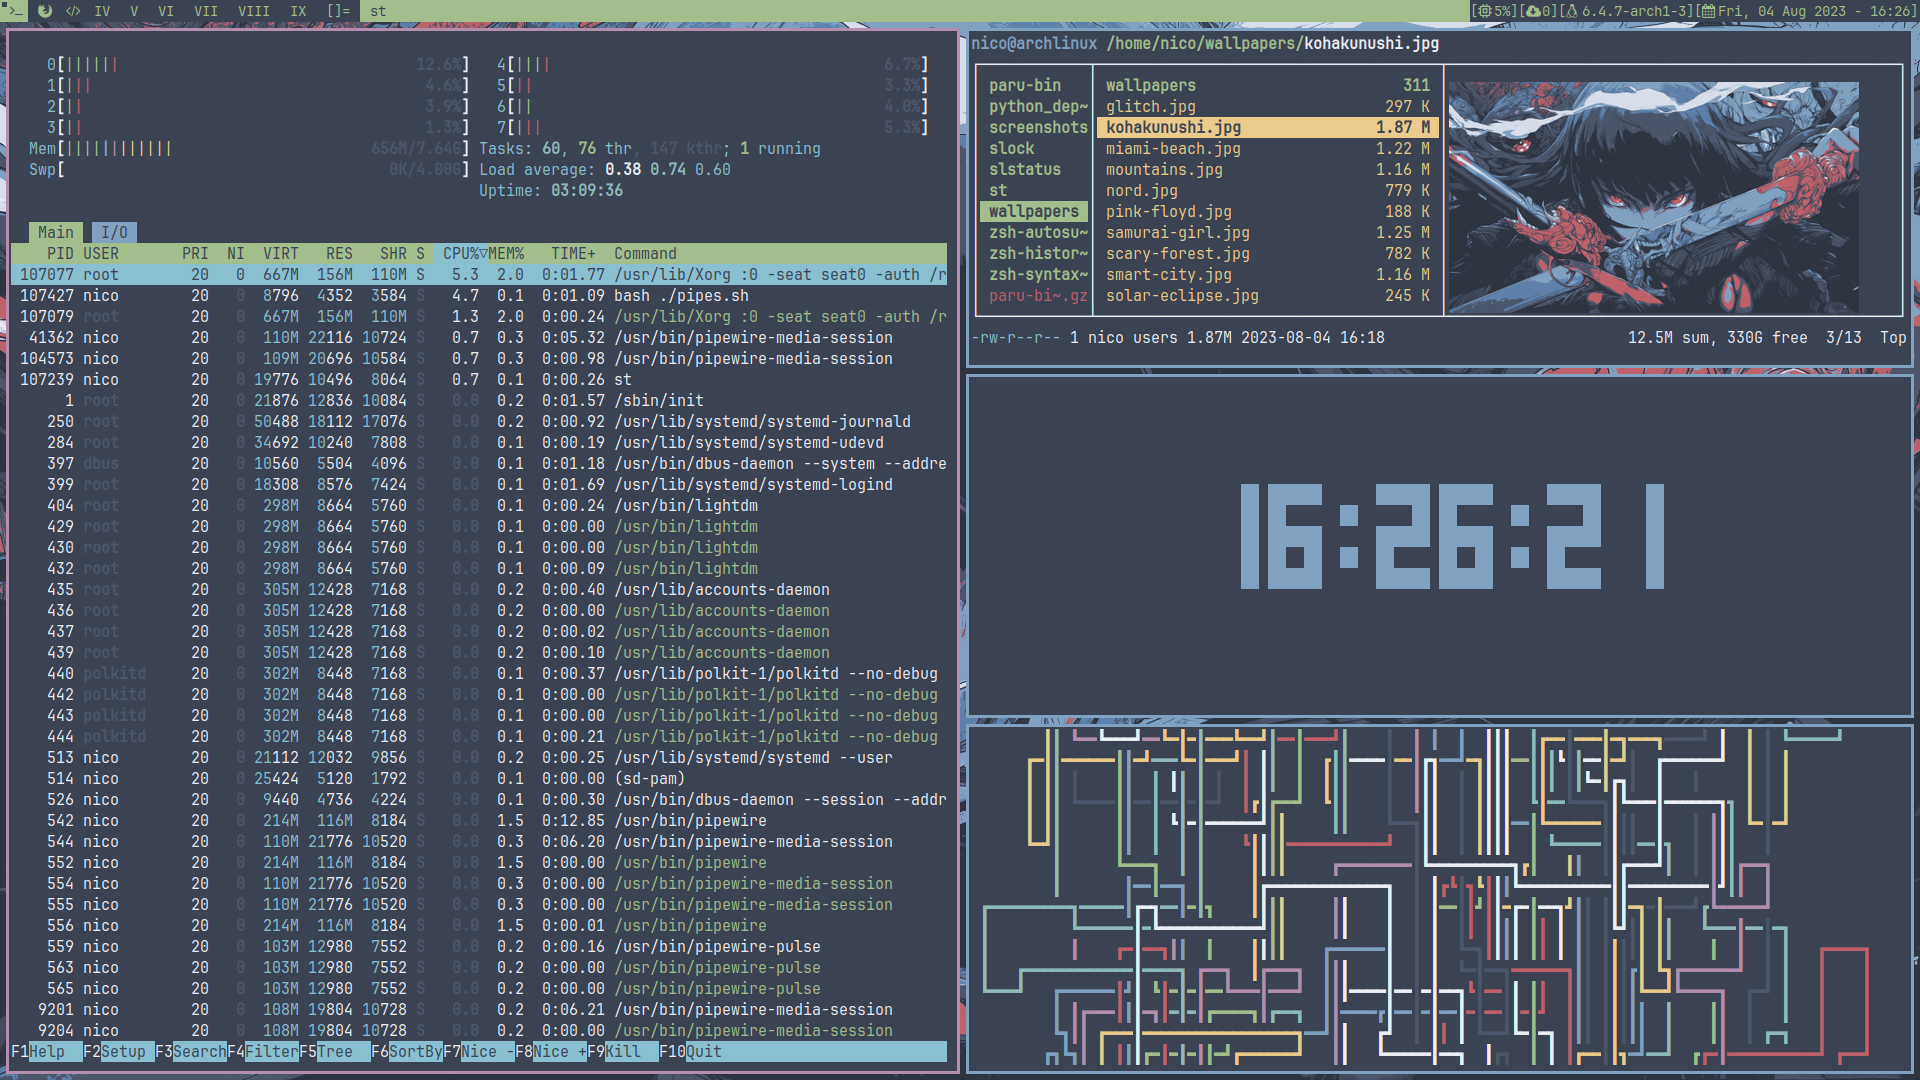 >_ </> IV V VI VII VIII IX []= st [5%][0][6.4.7-arch1-3][Fri, 04 Aug 2023 - 16:26]
0[|||||| 12.6%] 4[|||| 6.7%]
1[||| 4.6%] 5[|| 3.3%]
2[|| 3.9%] 6[|| 4.0%]
3[|| 1.3%] 7[||| 5.3%]
Mem[|||||||||||| 656M/7.64G] Tasks: 60, 76 thr, 147 kthr; 1 running
Swp[ 0K/4.00G] Load average: 0.38 0.74 0.60
Uptime: 03:09:36
Main I/O
PID USER PRI NI VIRT RES SHR S CPU%▽MEM% TIME+ Command
107077 root 20 0 667M 156M 110M S 5.3 2.0 0:01.77 /usr/lib/Xorg :0 -seat seat0 -auth /r
107427 nico 20 0 8796 4352 3584 S 4.7 0.1 0:01.09 bash ./pipes.sh
107079 root 20 0 667M 156M 110M S 1.3 2.0 0:00.24 /usr/lib/Xorg :0 -seat seat0 -auth /r
41362 nico 20 0 110M 22116 10724 S 0.7 0.3 0:05.32 /usr/bin/pipewire-media-session
104573 nico 20 0 109M 20696 10584 S 0.7 0.3 0:00.98 /usr/bin/pipewire-media-session
107239 nico 20 0 19776 10496 8064 S 0.7 0.1 0:00.26 st
1 root 20 0 21876 12836 10084 S 0.0 0.2 0:01.57 /sbin/init
250 root 20 0 50488 18112 17076 S 0.0 0.2 0:00.92 /usr/lib/systemd/systemd-journald
284 root 20 0 34692 10240 7808 S 0.0 0.1 0:00.19 /usr/lib/systemd/systemd-udevd
397 dbus 20 0 10560 5504 4096 S 0.0 0.1 0:01.18 /usr/bin/dbus-daemon --system --addre
399 root 20 0 18308 8576 7424 S 0.0 0.1 0:01.69 /usr/lib/systemd/systemd-logind
404 root 20 0 298M 8664 5760 S 0.0 0.1 0:00.24 /usr/bin/lightdm
429 root 20 0 298M 8664 5760 S 0.0 0.1 0:00.00 /usr/bin/lightdm
430 root 20 0 298M 8664 5760 S 0.0 0.1 0:00.00 /usr/bin/lightdm
432 root 20 0 298M 8664 5760 S 0.0 0.1 0:00.09 /usr/bin/lightdm
435 root 20 0 305M 12428 7168 S 0.0 0.2 0:00.40 /usr/lib/accounts-daemon
436 root 20 0 305M 12428 7168 S 0.0 0.2 0:00.00 /usr/lib/accounts-daemon
437 root 20 0 305M 12428 7168 S 0.0 0.2 0:00.02 /usr/lib/accounts-daemon
439 root 20 0 305M 12428 7168 S 0.0 0.2 0:00.10 /usr/lib/accounts-daemon
440 polkitd 20 0 302M 8448 7168 S 0.0 0.1 0:00.37 /usr/lib/polkit-1/polkitd --no-debug
442 polkitd 20 0 302M 8448 7168 S 0.0 0.1 0:00.00 /usr/lib/polkit-1/polkitd --no-debug
443 polkitd 20 0 302M 8448 7168 S 0.0 0.1 0:00.00 /usr/lib/polkit-1/polkitd --no-debug
444 polkitd 20 0 302M 8448 7168 S 0.0 0.1 0:00.21 /usr/lib/polkit-1/polkitd --no-debug
513 nico 20 0 21112 12032 9856 S 0.0 0.2 0:00.25 /usr/lib/systemd/systemd --user
514 nico 20 0 25424 5120 1792 S 0.0 0.1 0:00.00 (sd-pam)
526 nico 20 0 9440 4736 4224 S 0.0 0.1 0:00.30 /usr/bin/dbus-daemon --session --addr
542 nico 20 0 214M 116M 8184 S 0.0 1.5 0:12.85 /usr/bin/pipewire
544 nico 20 0 110M 21776 10520 S 0.0 0.3 0:06.20 /usr/bin/pipewire-media-session
552 nico 20 0 214M 116M 8184 S 0.0 1.5 0:00.00 /usr/bin/pipewire
554 nico 20 0 110M 21776 10520 S 0.0 0.3 0:00.00 /usr/bin/pipewire-media-session
555 nico 20 0 110M 21776 10520 S 0.0 0.3 0:00.00 /usr/bin/pipewire-media-session
556 nico 20 0 214M 116M 8184 S 0.0 1.5 0:00.01 /usr/bin/pipewire
559 nico 20 0 103M 12980 7552 S 0.0 0.2 0:00.16 /usr/bin/pipewire-pulse
563 nico 20 0 103M 12980 7552 S 0.0 0.2 0:00.00 /usr/bin/pipewire-pulse
565 nico 20 0 103M 12980 7552 S 0.0 0.2 0:00.00 /usr/bin/pipewire-pulse
9201 nico 20 0 108M 19804 10728 S 0.0 0.2 0:06.21 /usr/bin/pipewire-media-session
9204 nico 20 0 108M 19804 10728 S 0.0 0.2 0:00.00 /usr/bin/pipewire-media-session
F1Help F2Setup F3SearchF4FilterF5Tree F6SortByF7Nice -F8Nice +F9Kill F10Quit
nico@archlinux /home/nico/wallpapers/kohakunushi.jpg
paru-bin wallpapers 311
python_dep~ glitch.jpg 297 K
screenshots kohakunushi.jpg 1.87 M
slock miami-beach.jpg 1.22 M
slstatus mountains.jpg 1.16 M
st nord.jpg 779 K
wallpapers pink-floyd.jpg 188 K
zsh-autosu~ samurai-girl.jpg 1.25 M
zsh-histor~ scary-forest.jpg 782 K
zsh-syntax~ smart-city.jpg 1.16 M
paru-bi~.gz solar-eclipse.jpg 245 K
-rw-r--r-- 1 nico users 1.87M 2023-08-04 16:18 12.5M sum, 330G free 3/13 Top
16:26:21